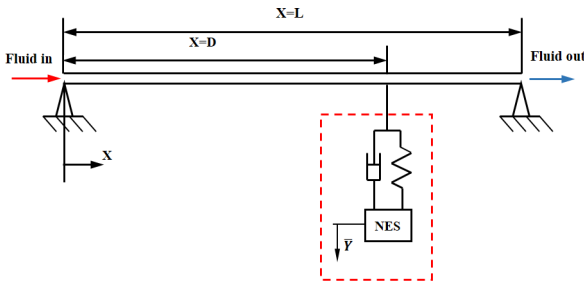 X=L
X=D
Fluid in
Fluid out
X
NES
Y̅